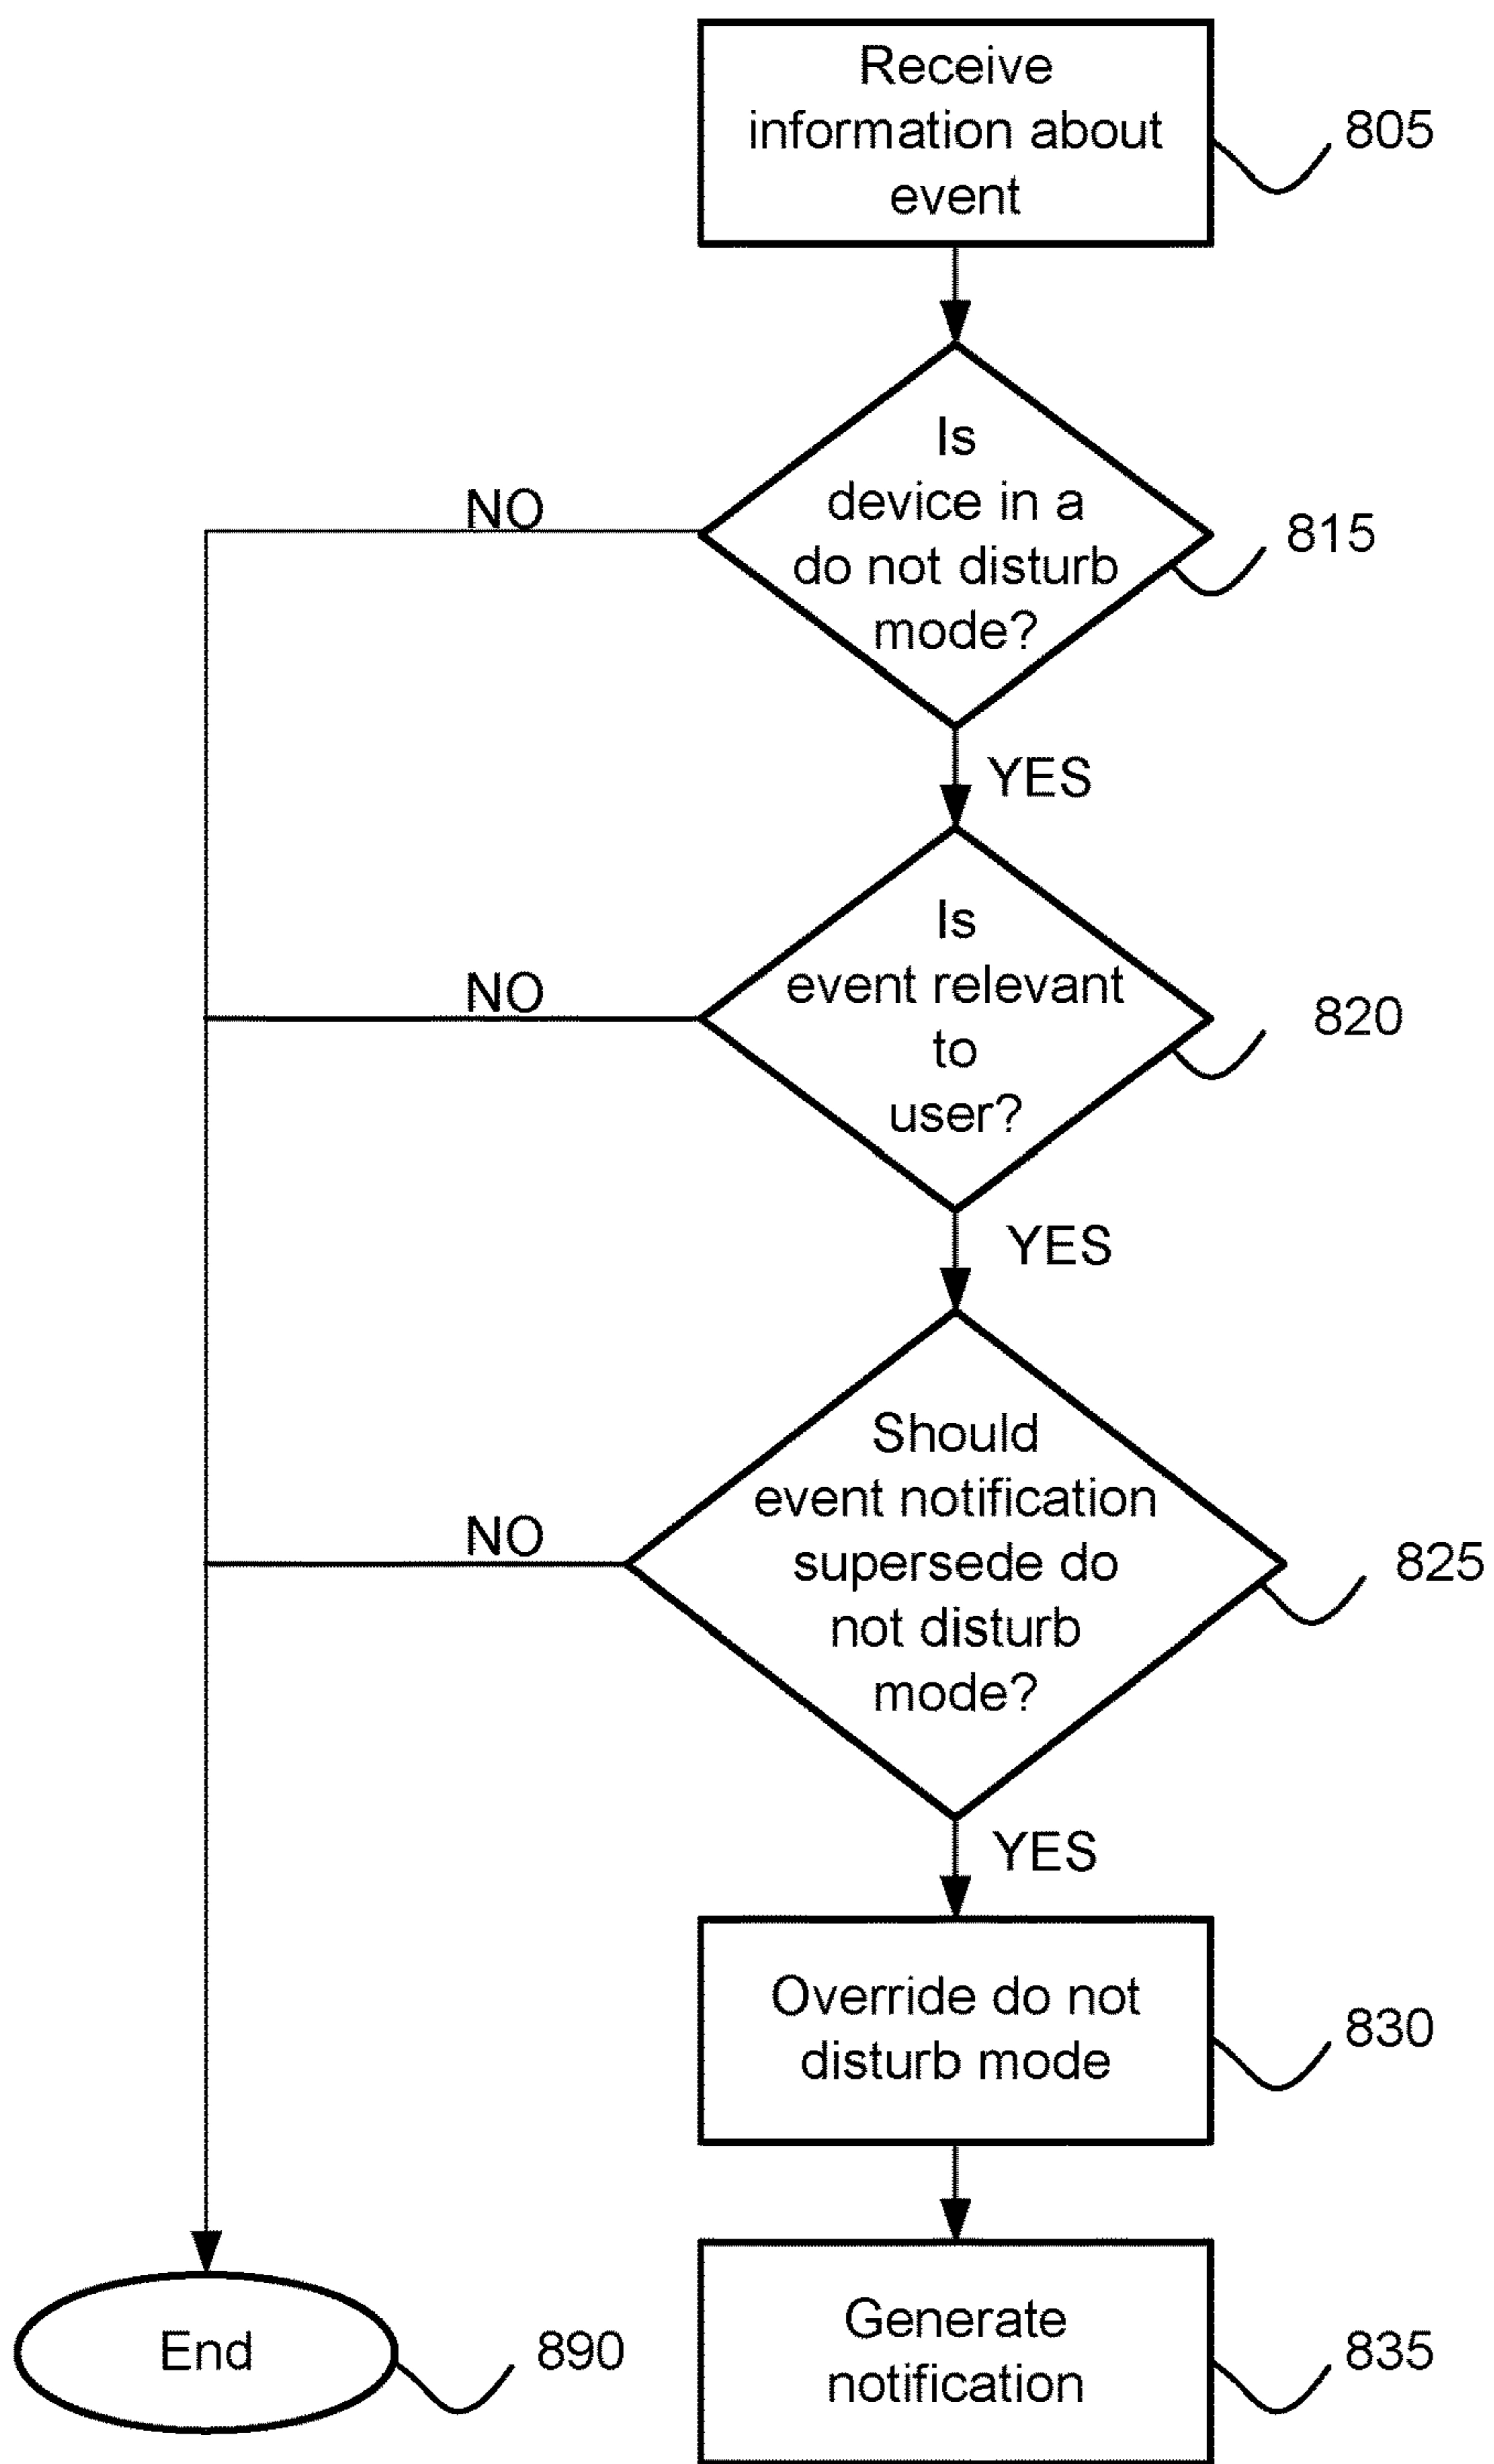 Receive
information about
event
805
Is
device in a
do not disturb
mode?
NO
815
YES
Is
event relevant
to
user?
NO
820
YES
Should
event notification
supersede do
not disturb
mode?
NO
825
YES
Override do not
disturb mode
830
Generate
notification
835
End
890